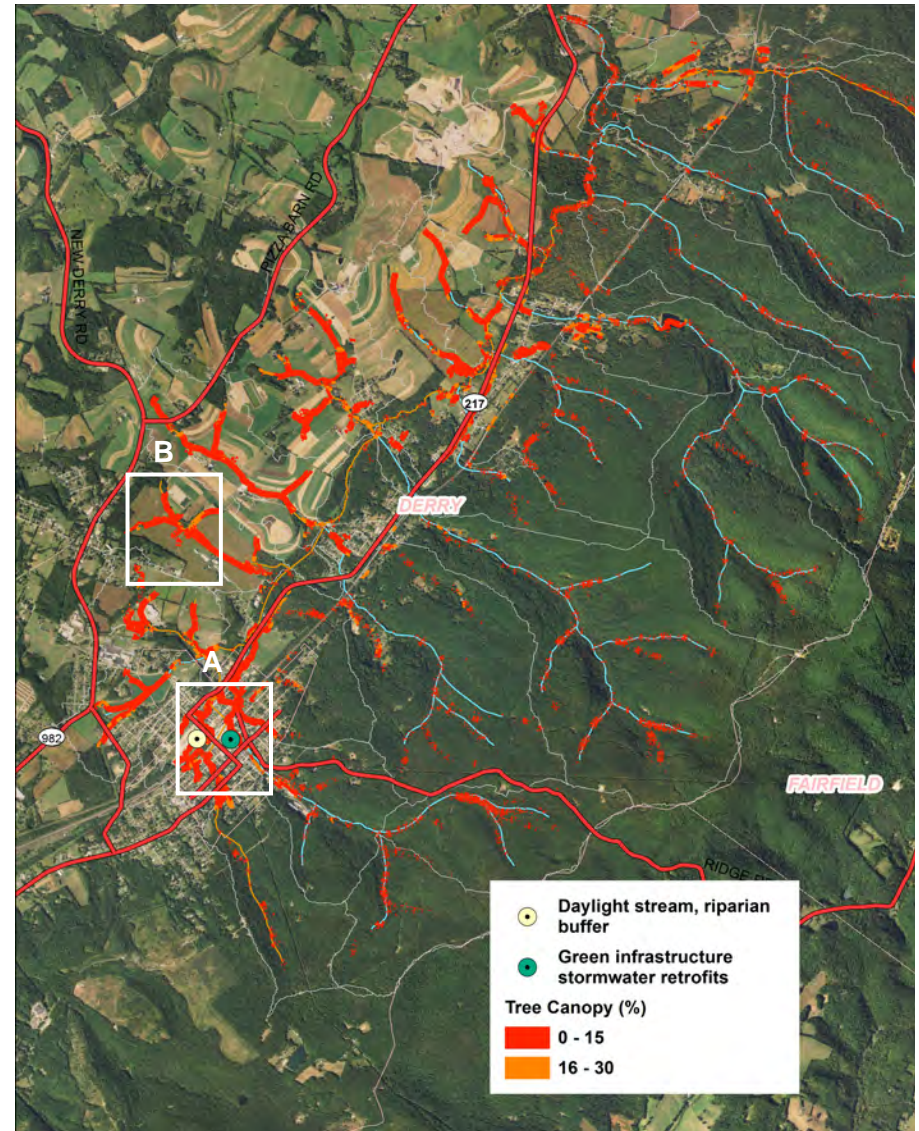 NEW DERRY RD
PIZZA BARN RD
217
B
DERRY
A
982
FAIRFIELD
RIDGE
Daylight stream, riparian
buffer
Green infrastructure
stormwater retrofits
Tree Canopy (%)
0 - 15
16 - 30